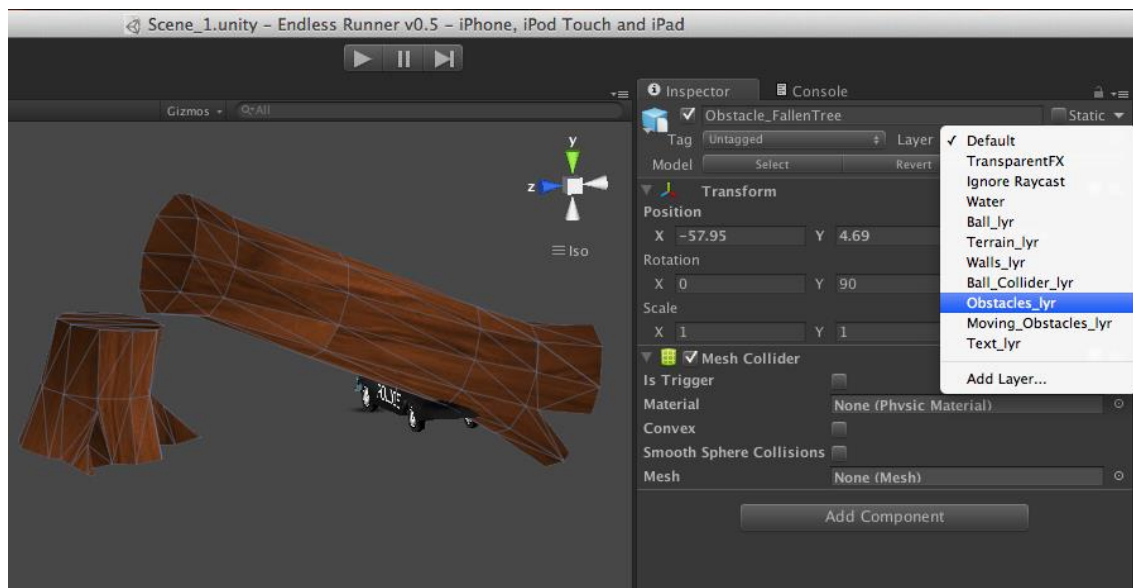 Scene_1.unity – Endless Runner v0.5 – iPhone, iPod Touch and iPad
Inspector Console
Gizmos All
Obstacle_FallenTree Static
Tag Untagged Layer Default
Model Select Revert
TransparentFX
Ignore Raycast
Water
Ball_lyr
Terrain_lyr
Walls_lyr
Ball_Collider_lyr
Obstacles_lyr
Moving_Obstacles_lyr
Text_lyr
Add Layer...
Transform
Position
X -57.95 Y 4.69
Rotation
X 0 Y 90
Scale
X 1 Y 1
Mesh Collider
Is Trigger
Material None (Physic Material)
Convex
Smooth Sphere Collisions
Mesh None (Mesh)
Add Component
y
z
Iso
POLICE